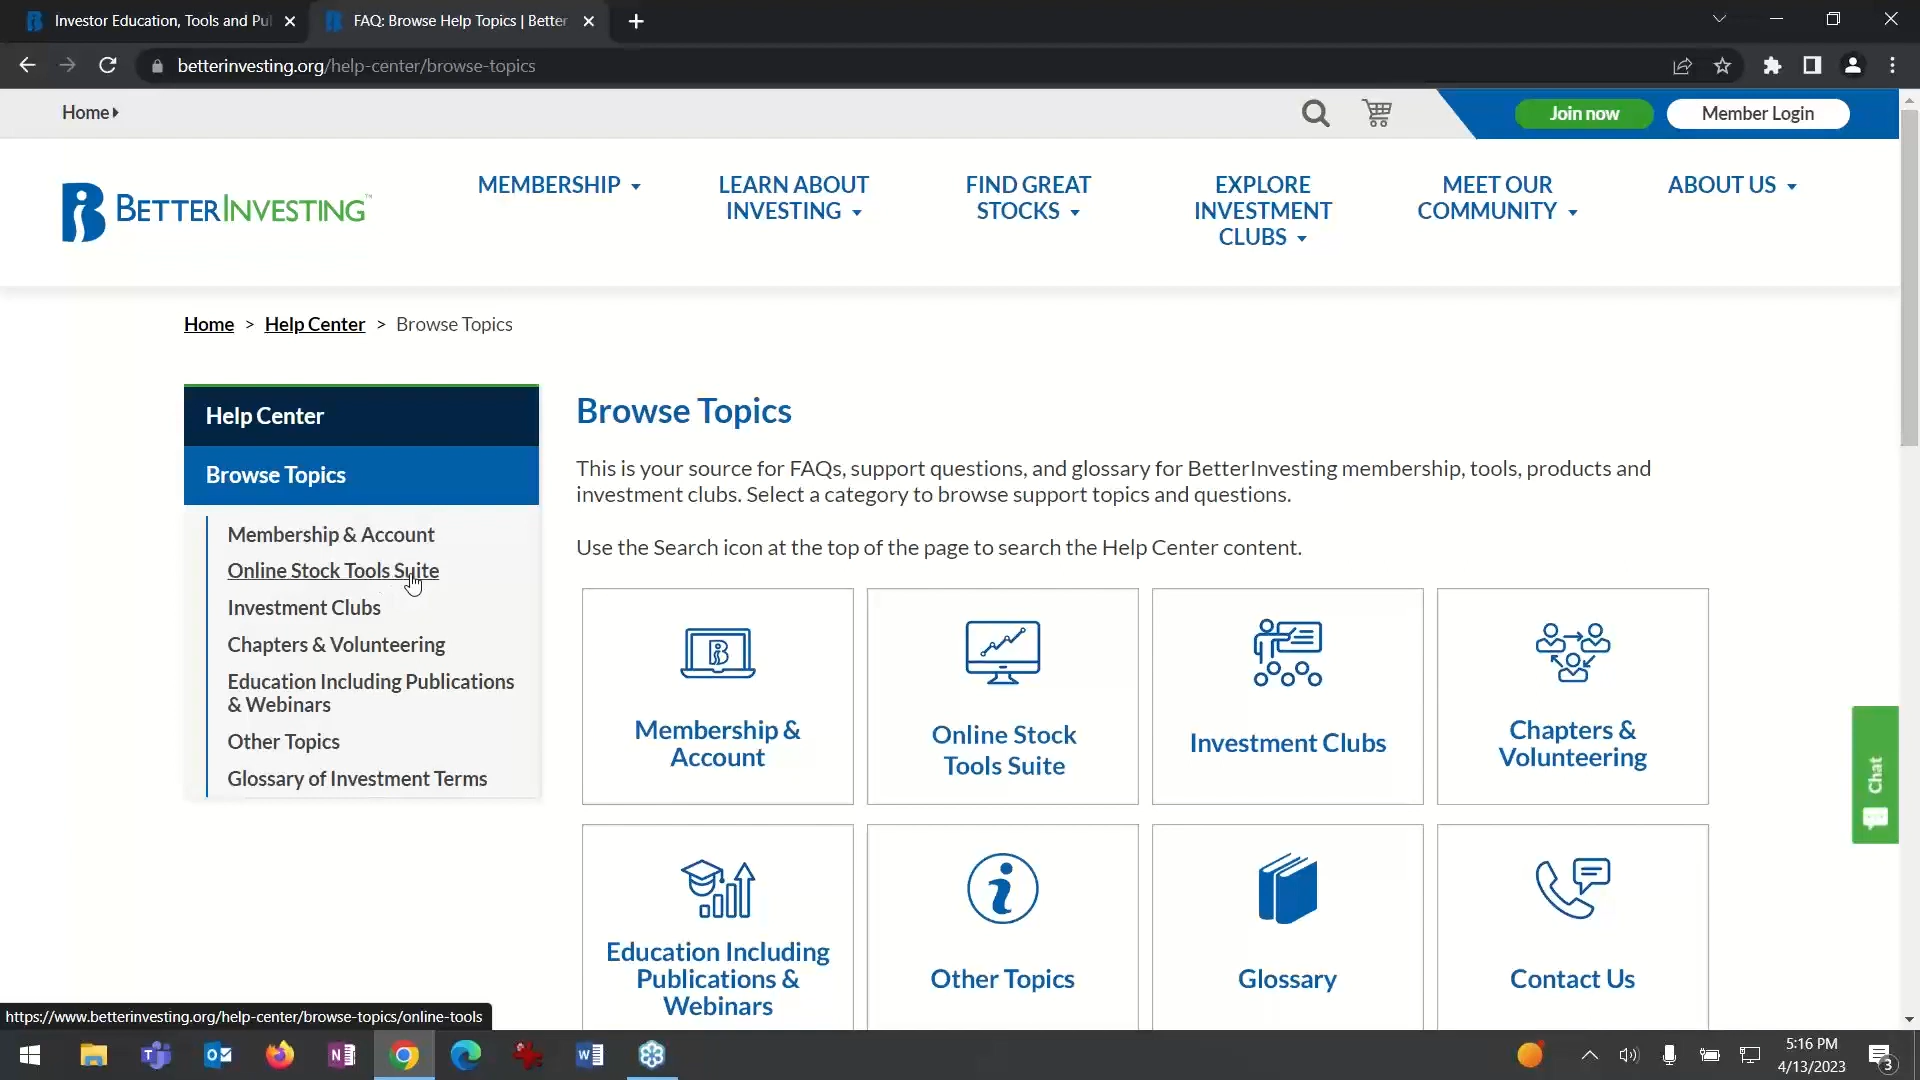 Investor Education, Tools and Pul
FAQ: Browse Help Topics | Better
betterinvesting.org/help-center/browse-topics
Home
Join now
Member Login
BETTERINVESTING™
MEMBERSHIP
LEARN ABOUT
INVESTING
FIND GREAT
STOCKS
EXPLORE
INVESTMENT
CLUBS
MEET OUR
COMMUNITY
ABOUT US
Home > Help Center > Browse Topics
Help Center
Browse Topics
Membership & Account
Online Stock Tools Suite
Investment Clubs
Chapters & Volunteering
Education Including Publications
& Webinars
Other Topics
Glossary of Investment Terms
Browse Topics
This is your source for FAQs, support questions, and glossary for BetterInvesting membership, tools, products and
investment clubs. Select a category to browse support topics and questions.
Use the Search icon at the top of the page to search the Help Center content.
Membership &
Account
Online Stock
Tools Suite
Investment Clubs
Chapters &
Volunteering
Education Including
Publications &
Webinars
Other Topics
Glossary
Contact Us
Chat
https://www.betterinvesting.org/help-center/browse-topics/online-tools
5:16 PM
4/13/2023
3